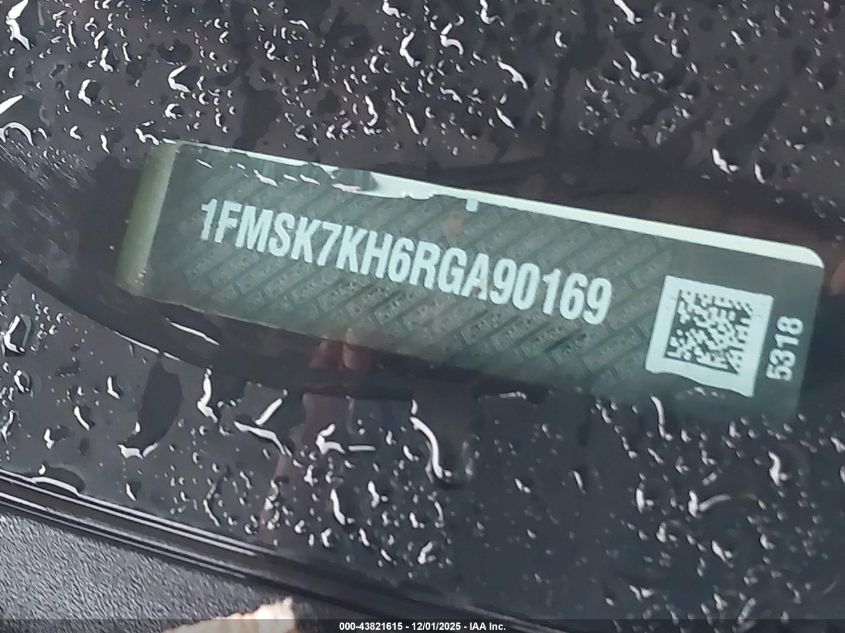 1FMSK7KH6RGA90169
5318
000-43821615 - 12/01/2025 - IAA Inc.